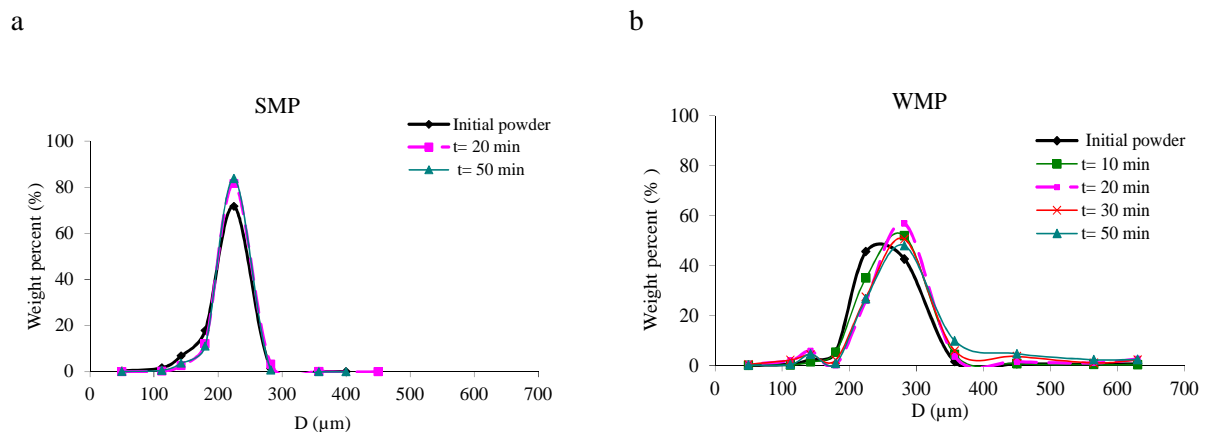 a
b
SMP
Initial powder
t= 20 min
t= 50 min
Weight percent (%)
100
80
60
40
20
0
0 100 200 300 400 500 600 700
D (µm)
WMP
Initial powder
t= 10 min
t= 20 min
t= 30 min
t= 50 min
Weight percent (% )
100
80
60
40
20
0
0 100 200 300 400 500 600 700
D (µm)